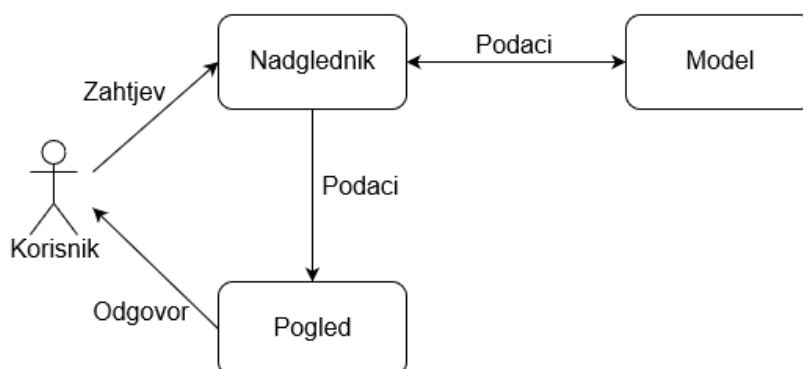 Nadglednik
Podaci
Model
Zahtjev
Podaci
Korisnik
Odgovor
Pogled